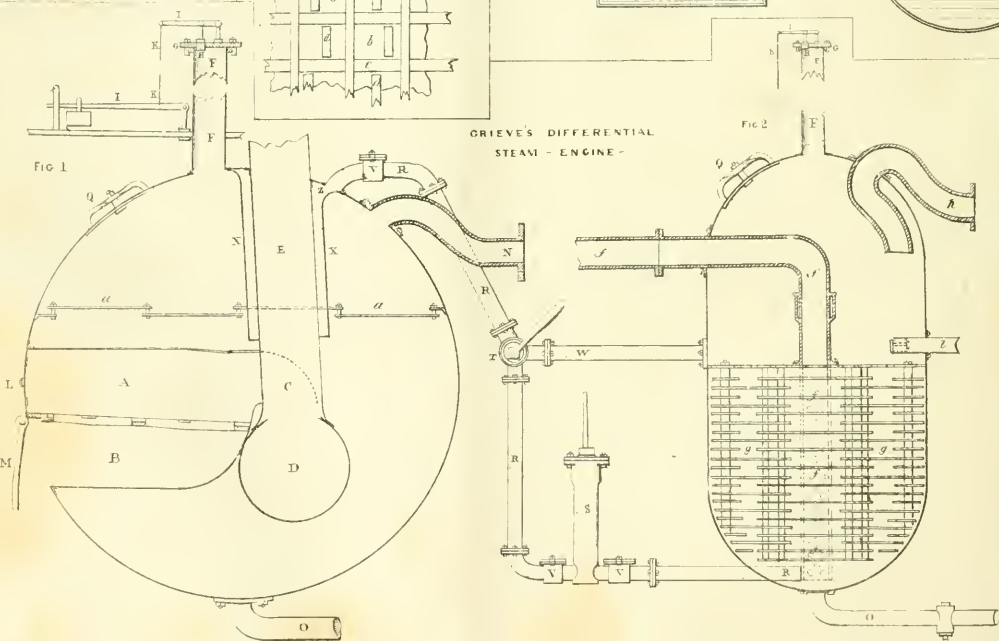 GRIEVE'S DIFFERENTIAL
STEAM - ENGINE -
FIG 1
FIG 2
I
K
G
H
F
K
I
F
Q
X
E
X
Z
V
R
N
R
a
a
L
A
C
M
B
D
T
W
R
S
V
V
R
O
d
b
c
h
G
F
F
Q
h
f
f
l
f
g
f
g
O